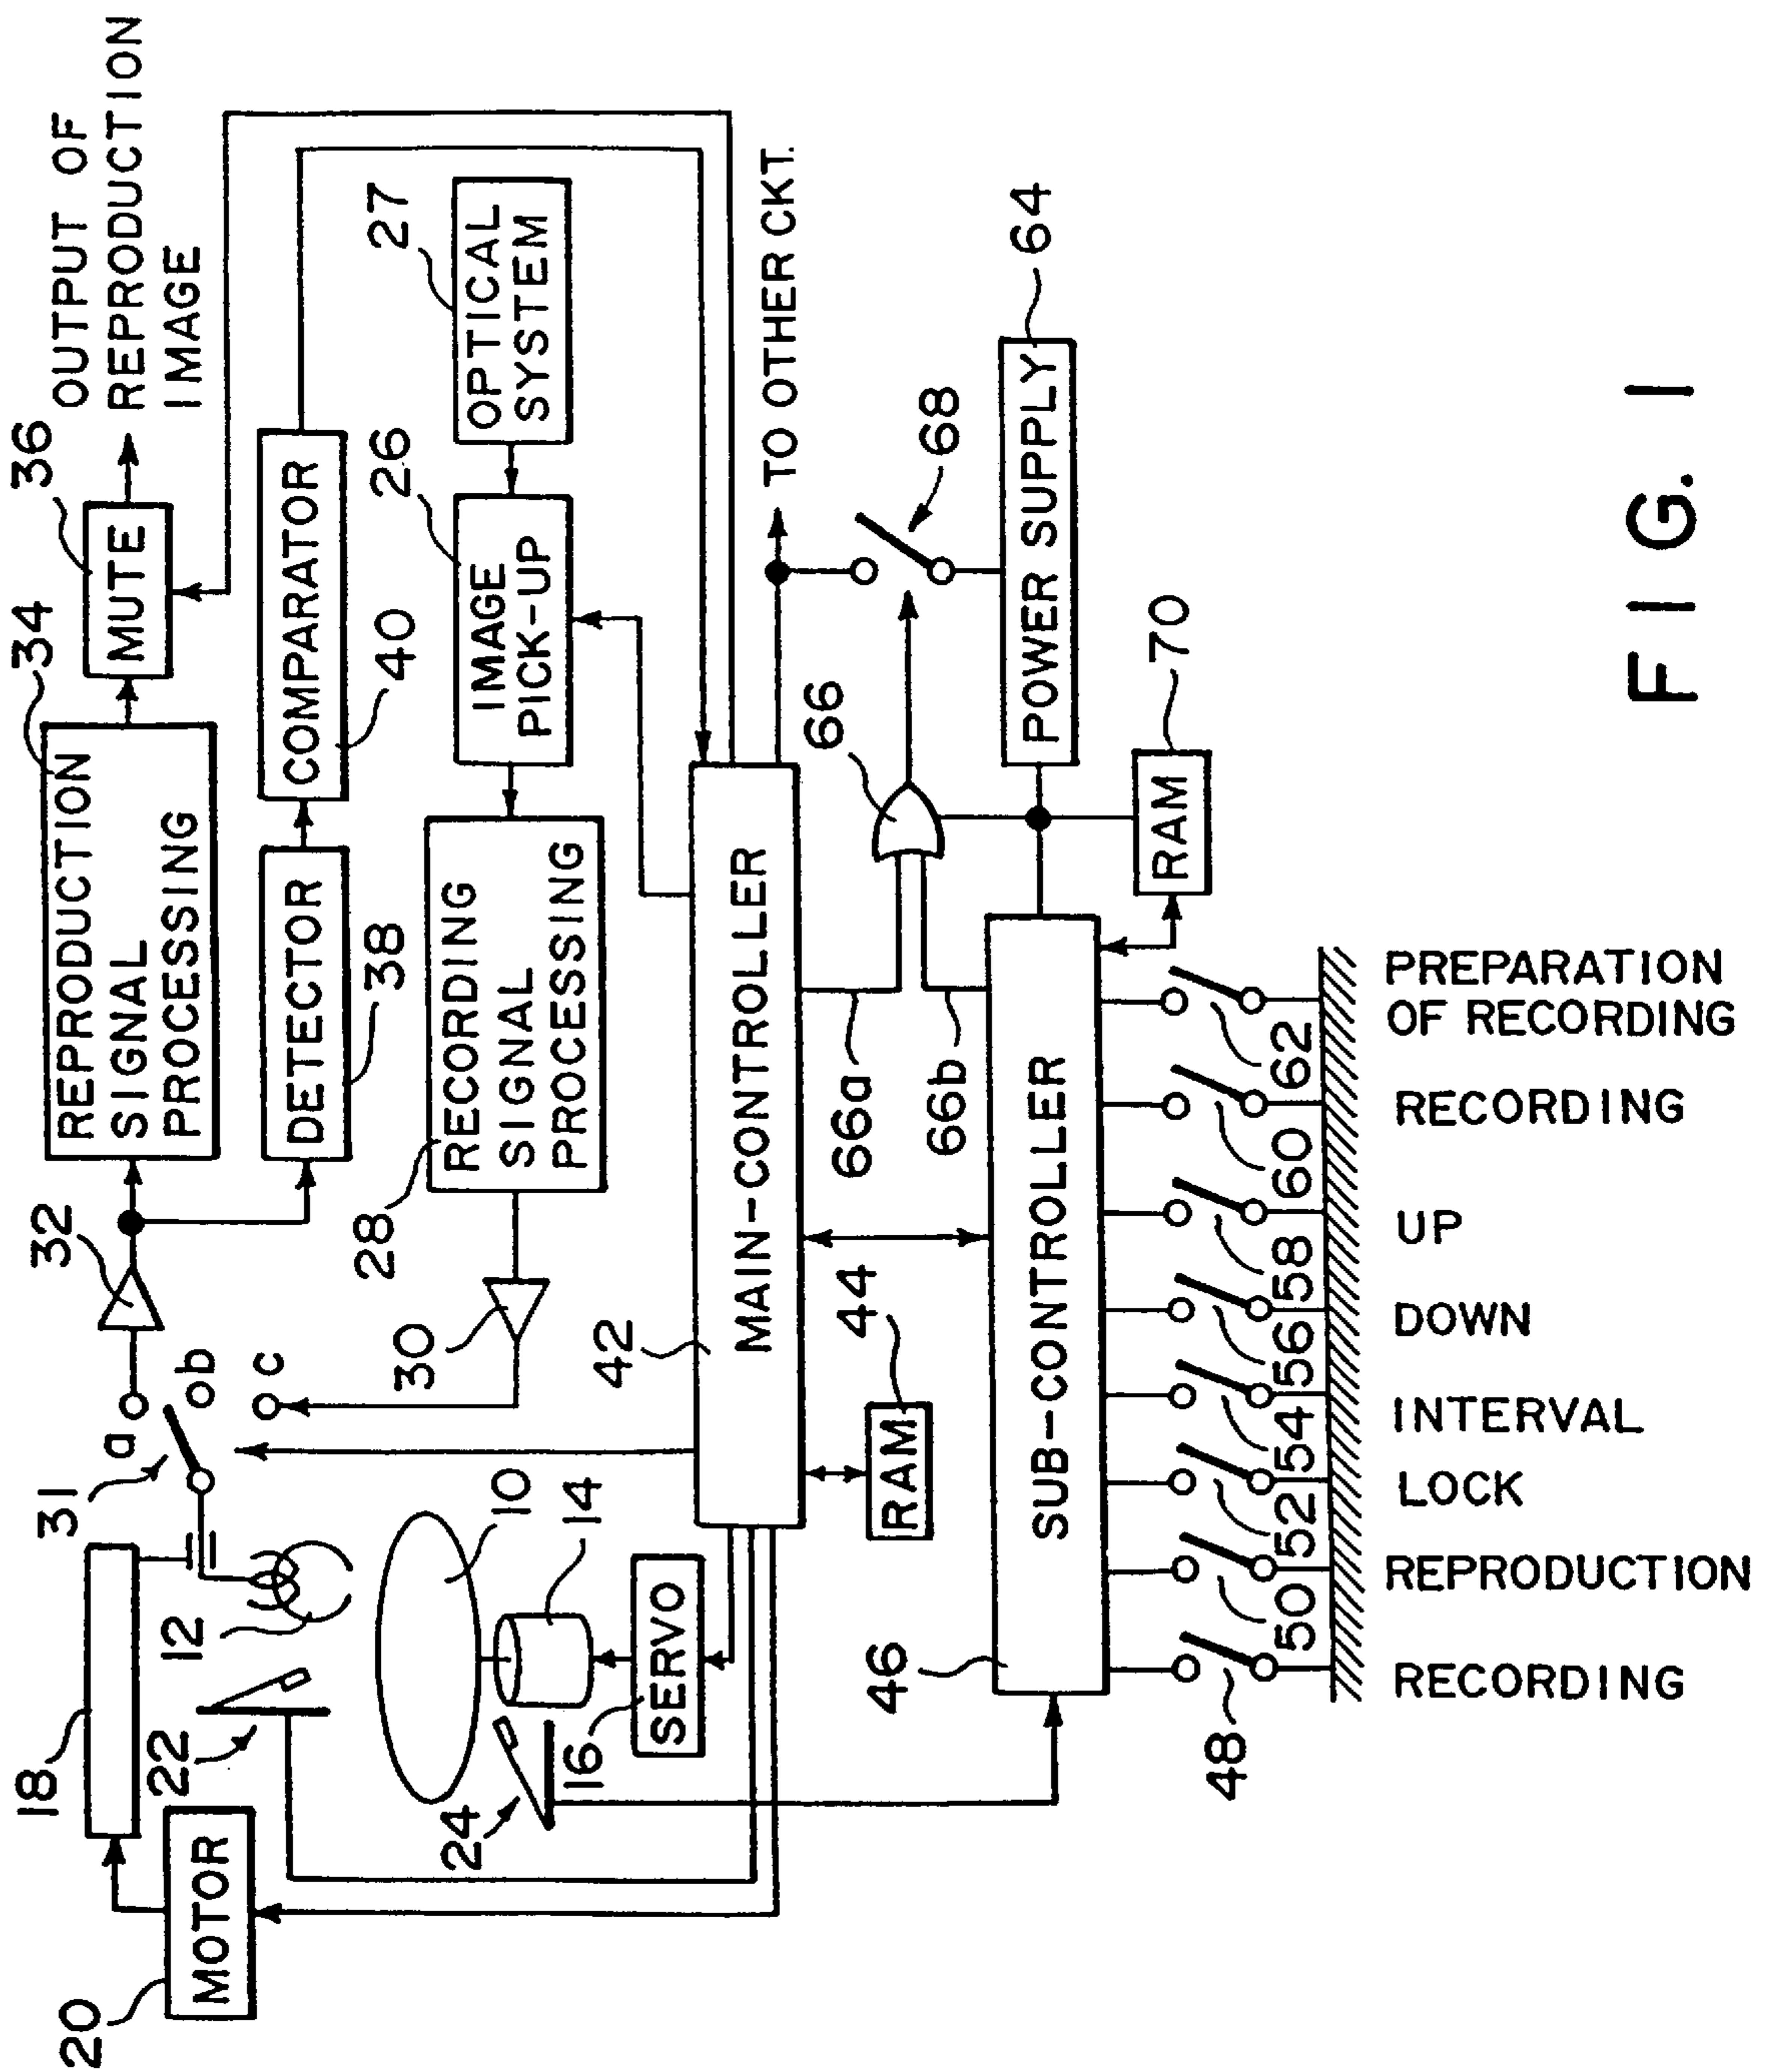 OUTPUT OF
REPRODUCTION
IMAGE
34
36
REPRODUCTION
SIGNAL
PROCESSING
MUTE
32
DETECTOR
38
COMPARATOR
40
27
OPTICAL
SYSTEM
26
IMAGE
PICK-UP
28
RECORDING
SIGNAL
PROCESSING
30
31
a
b
c
18
20
MOTOR
22
12
10
14
24
16
SERVO
42
MAIN-CONTROLLER
TO OTHER CKT.
68
66
66a
66b
64
POWER SUPPLY
44
RAM
70
RAM
46
SUB-CONTROLLER
48
50
52
54
56
58
60
62
RECORDING
REPRODUCTION
LOCK
INTERVAL
DOWN
UP
RECORDING
PREPARATION
OF RECORDING
FIG. 1